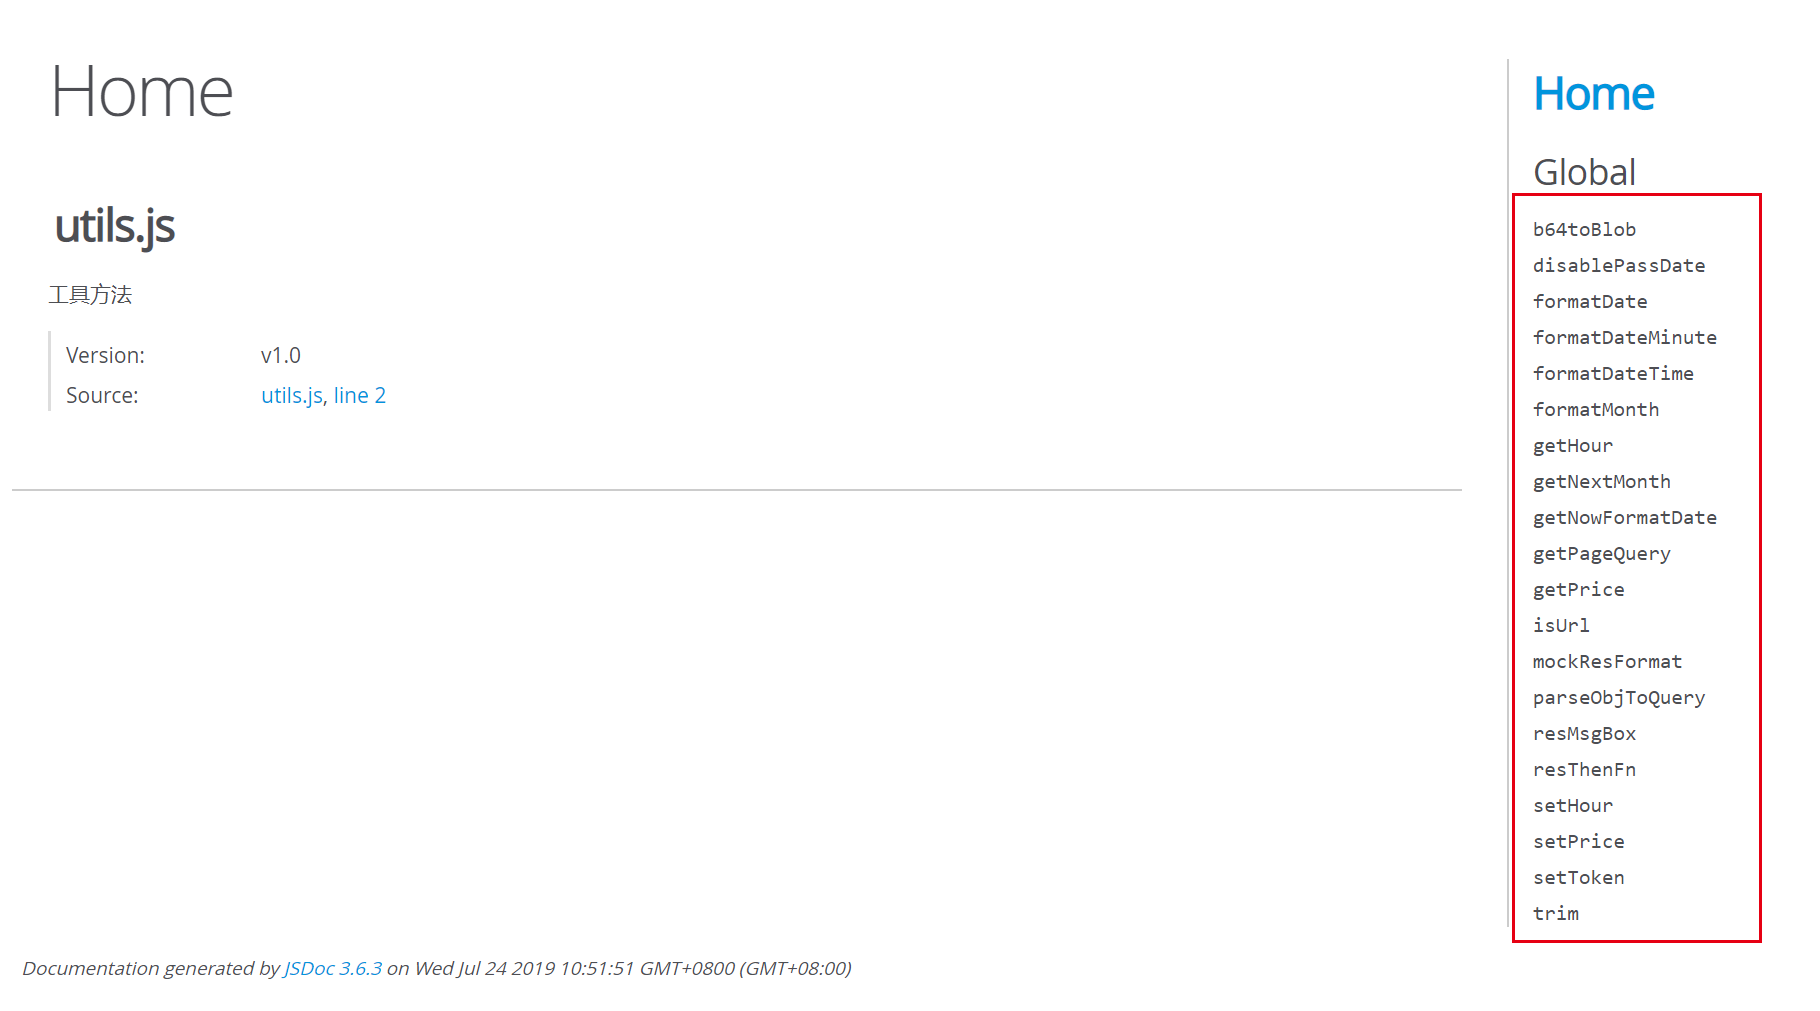 Home
utils.js
工具方法
Version: v1.0
Source: utils.js, line 2
Home
Global
b64toBlob
disablePassDate
formatDate
formatDateMinute
formatDateTime
formatMonth
getHour
getNextMonth
getNowFormatDate
getPageQuery
getPrice
isUrl
mockResFormat
parseObjToQuery
resMsgBox
resThenFn
setHour
setPrice
setToken
trim
Documentation generated by JSDoc 3.6.3 on Wed Jul 24 2019 10:51:51 GMT+0800 (GMT+08:00)